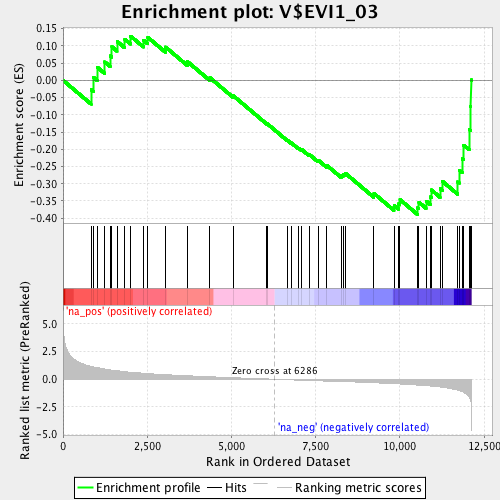 Enrichment plot: V$EVI1_03
Enrichment score (ES)
0.15
0.10
0.05
0.00
-0.05
-0.10
-0.15
-0.20
-0.25
-0.30
-0.35
-0.40
'na_pos' (positively correlated)
Ranked list metric (PreRanked)
5.0
2.5
0.0
-2.5
-5.0
Zero cross at 6286
'na_neg' (negatively correlated)
0 2,500 5,000 7,500 10,000 12,500
Rank in Ordered Dataset
Enrichment profile Hits Ranking metric scores